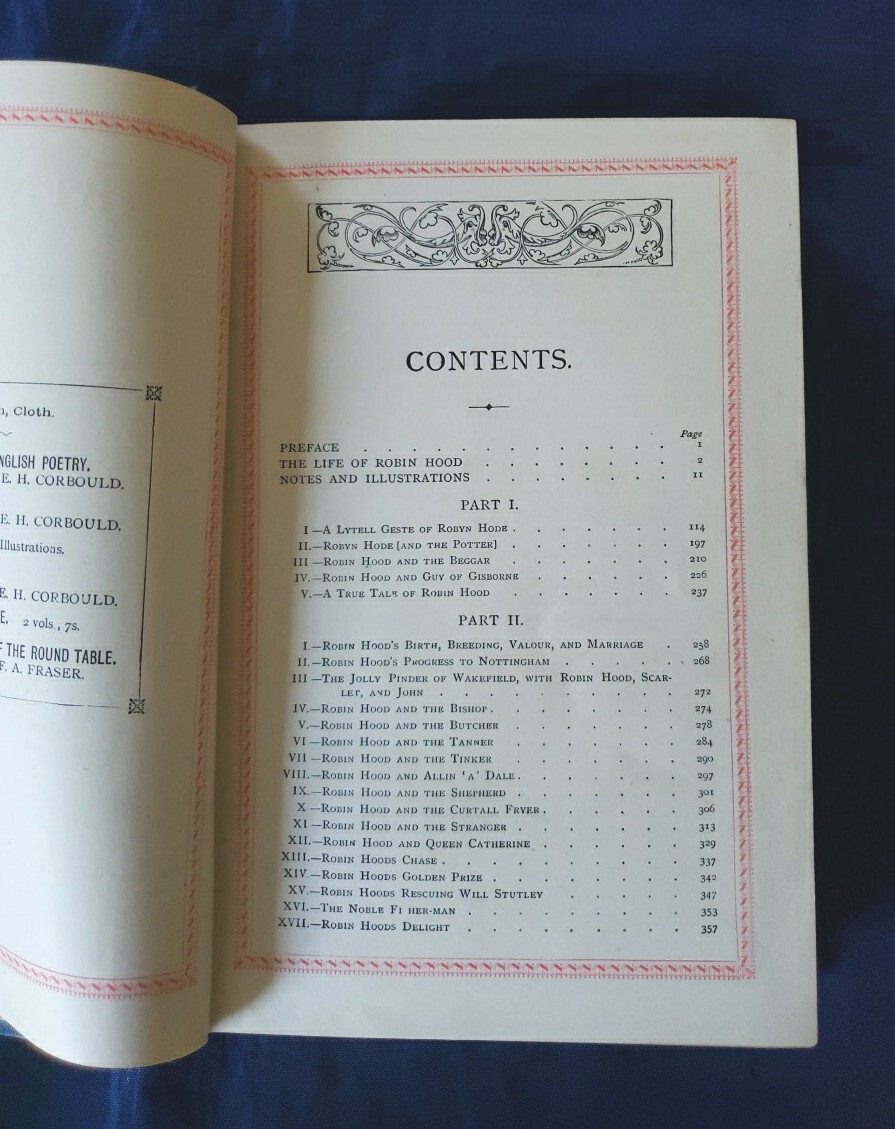 , Cloth.
NGLISH POETRY.
E. H. CORBOULD.
E. H. CORBOULD.
Illustrations.
E. H. CORBOULD.
E. 2 vols., 7s.
THE ROUND TABLE.
F. A. FRASER.
CONTENTS.
Page
PREFACE . . . . . . . . . . . 1
THE LIFE OF ROBIN HOOD . . . . . . . . 2
NOTES AND ILLUSTRATIONS . . . . . . . . 11
PART I.
I—A LYTELL GESTE OF ROBYN HODE . . . . . . 114
II.—ROBYN HODE [AND THE POTTER] . . . . . . 197
III—ROBIN HOOD AND THE BEGGAR . . . . . . 210
IV.—ROBIN HOOD AND GUY OF GISBORNE . . . . . 226
V.—A TRUE TALE OF ROBIN HOOD . . . . . . 237
PART II.
I.—ROBIN HOOD'S BIRTH, BREEDING, VALOUR, AND MARRIAGE . 258
II.—ROBIN HOOD'S PROGRESS TO NOTTINGHAM . . . . . 268
III—THE JOLLY PINDER OF WAKEFIELD, WITH ROBIN HOOD, SCAR-
LET, AND JOHN . . . . . . . . . . 272
IV.—ROBIN HOOD AND THE BISHOP . . . . . . . 274
V.—ROBIN HOOD AND THE BUTCHER . . . . . . 278
VI—ROBIN HOOD AND THE TANNER . . . . . . 284
VII—ROBIN HOOD AND THE TINKER . . . . . . 290
VIII.—ROBIN HOOD AND ALLIN 'A' DALE . . . . . . 297
IX.—ROBIN HOOD AND THE SHEPHERD . . . . . . 301
X—ROBIN HOOD AND THE CURTALL FRYER . . . . . 306
XI—ROBIN HOOD AND THE STRANGER . . . . . . 313
XII.—ROBIN HOOD AND QUEEN CATHERINE . . . . . 329
XIII.—ROBIN HOODS CHASE . . . . . . . . . 337
XIV.—ROBIN HOODS GOLDEN PRIZE . . . . . . . 342
XV.—ROBIN HOODS RESCUING WILL STUTLEY . . . . . 347
XVI.—THE NOBLE FI HER-MAN . . . . . . . . 353
XVII.—ROBIN HOODS DELIGHT . . . . . . . . 357